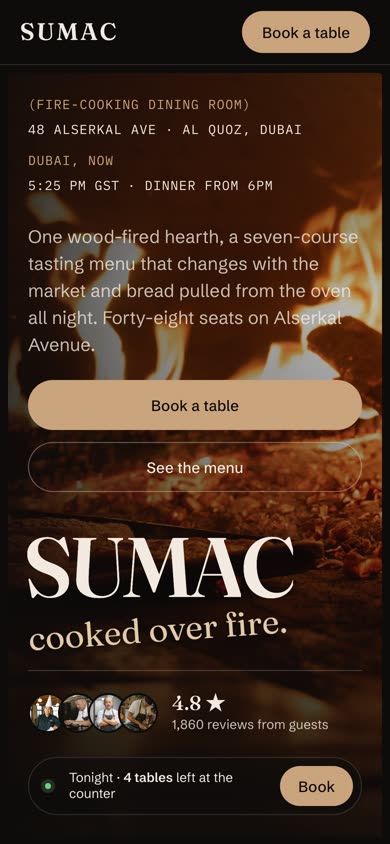 SUMAC
Book a table
(FIRE-COOKING DINING ROOM)
48 ALSERKAL AVE · AL QUOZ, DUBAI
DUBAI, NOW
5:25 PM GST · DINNER FROM 6PM
One wood-fired hearth, a seven-course
tasting menu that changes with the
market and bread pulled from the oven
all night. Forty-eight seats on Alserkal
Avenue.
Book a table
See the menu
SUMAC
cooked over fire.
4.8 ★
1,860 reviews from guests
Tonight · 4 tables left at the
counter
Book